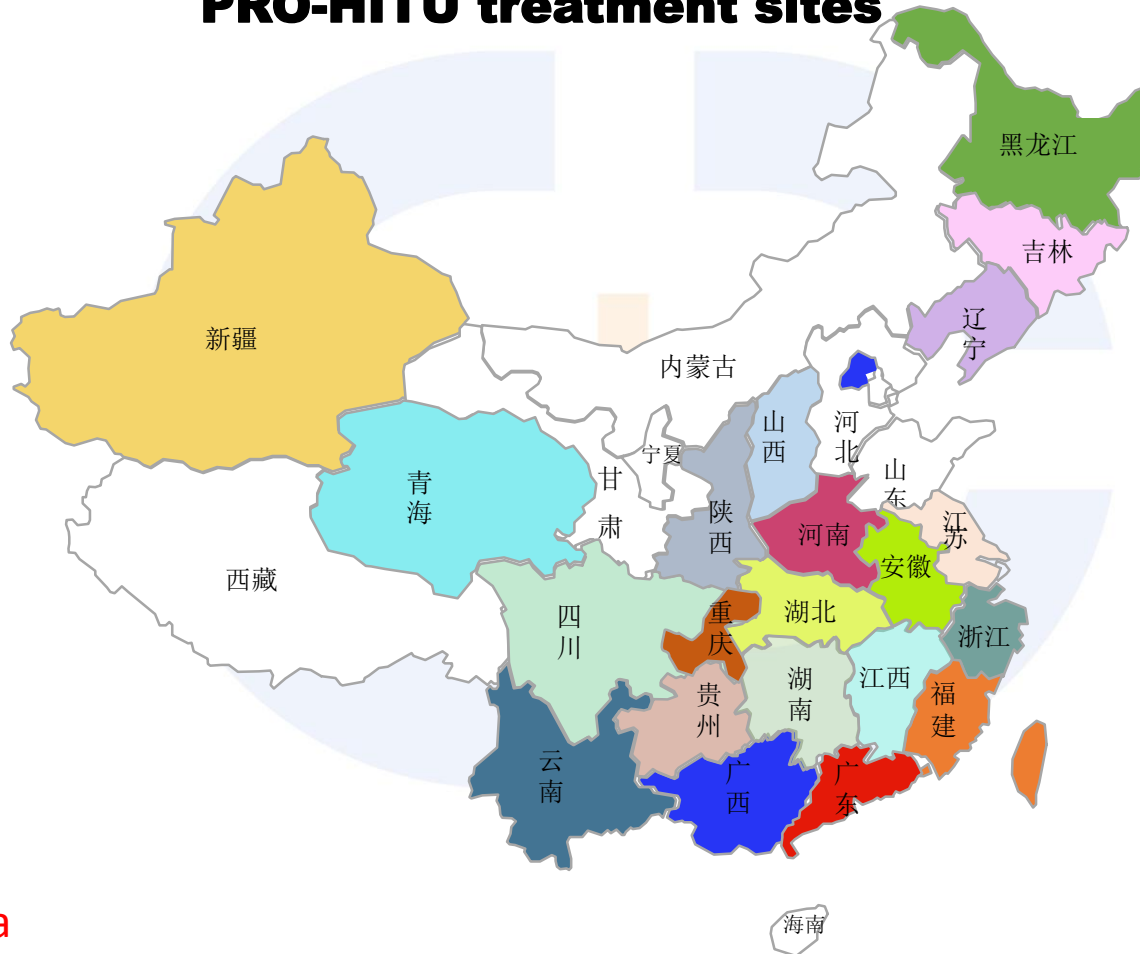 PRO-HITU treatment sites
黑龙江
吉林
辽
宁
新疆
内蒙古
山
西
河
北
宁夏
甘
肃
山
东
青
海
陕
西
河南
江
苏
安徽
西藏
四
川
重
庆
湖北
浙江
贵
州
湖
南
江西
福
建
云
南
广
西
广
东
海南
a